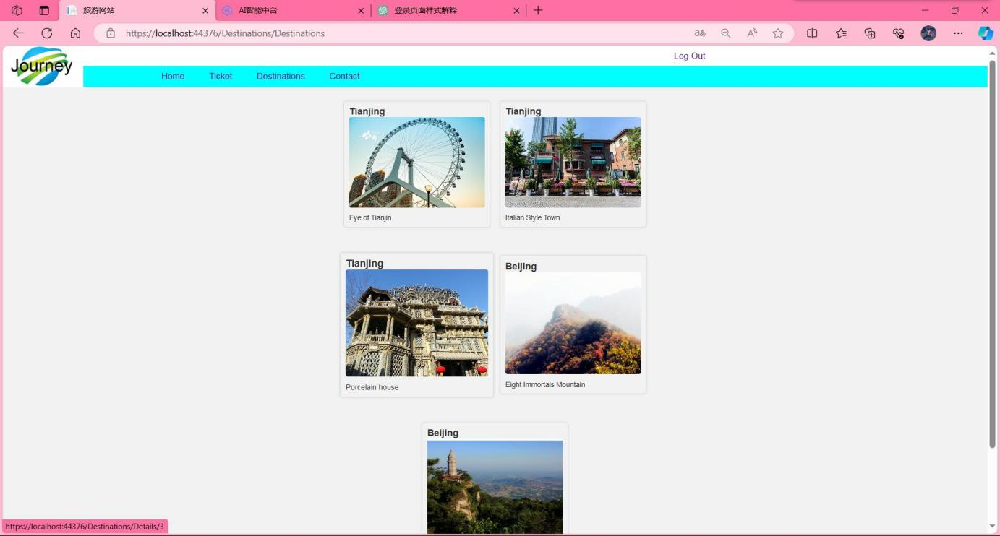 旅游网站
AI智能中台
登录页面样式解释
https://localhost:44376/Destinations/Destinations
Journey
Log Out
Home Ticket Destinations Contact
Tianjing
Eye of Tianjin
Tianjing
Italian Style Town
Tianjing
Porcelain house
Beijing
Eight Immortals Mountain
Beijing
https://localhost:44376/Destinations/Details/3